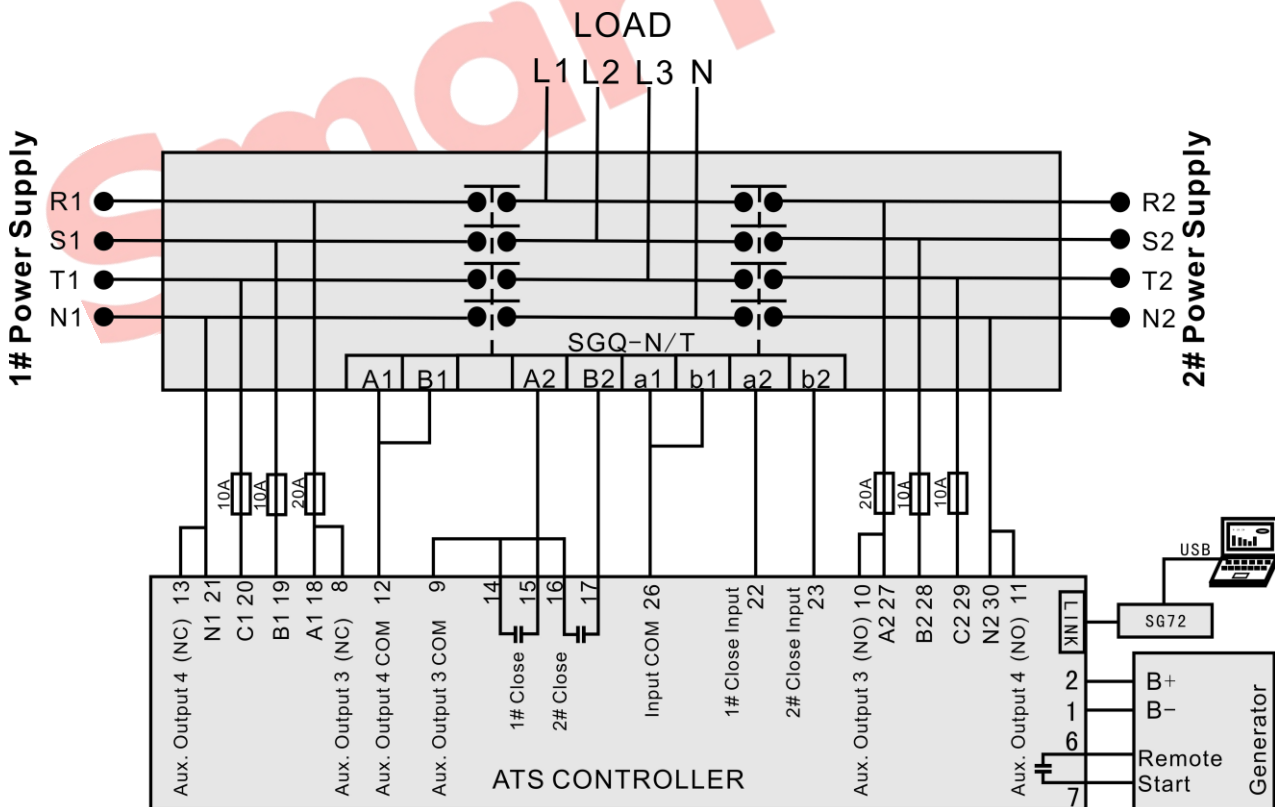 Smart
LOAD
L1 L2 L3 N
1# Power Supply
R1
S1
T1
N1
2# Power Supply
R2
S2
T2
N2
SGQ-N/T
A1 B1 A2 B2 a1 b1 a2 b2
10A
10A
20A
20A
10A
10A
USB
Aux. Output 4 (NC) 13
N1 21
C1 20
B1 19
A1 18
Aux. Output 3 (NC) 8
Aux. Output 4 COM 12
Aux. Output 3 COM 9
14
1# Close 15
2# Close 16
17
Input COM 26
1# Close Input 22
2# Close Input 23
Aux. Output 3 (NO) 10
A2 27
B2 28
C2 29
N2 30
Aux. Output 4 (NO) 11
LINK
SG72
2
1
6
7
B+
B-
Remote
Start
Generator
ATS CONTROLLER